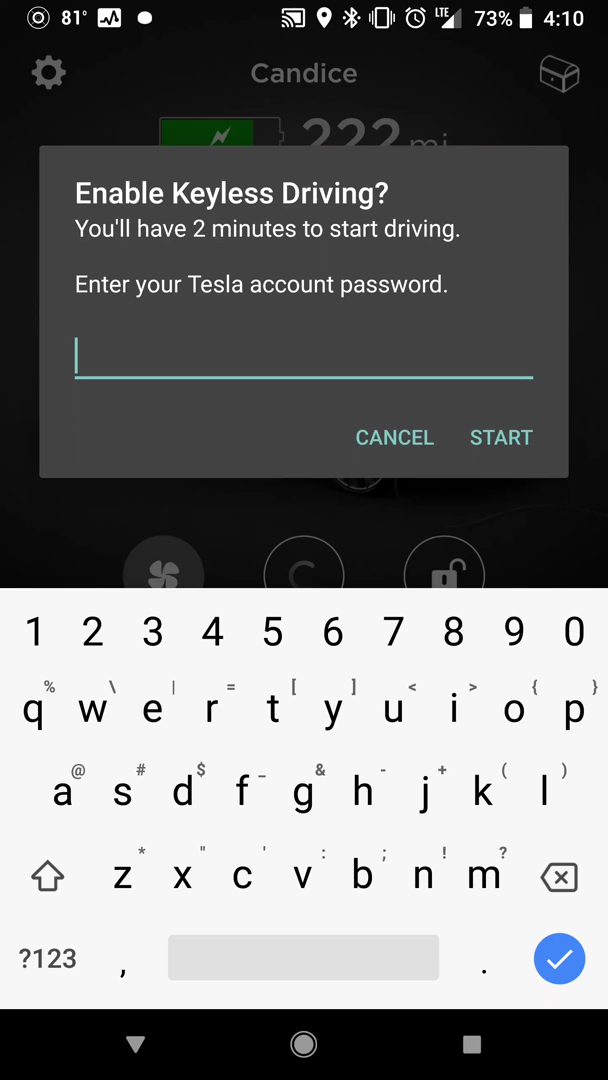 81° LTE 73% 4:10
Candice
222 mi
Enable Keyless Driving?
You'll have 2 minutes to start driving.
Enter your Tesla account password.
CANCEL START
1 2 3 4 5 6 7 8 9 0
% \ | = [ ] < > { }
q w e r t y u i o p
@ # $ _ & - + ( )
a s d f g h j k l
* " ' : ; ! ?
z x c v b n m
?123 , .